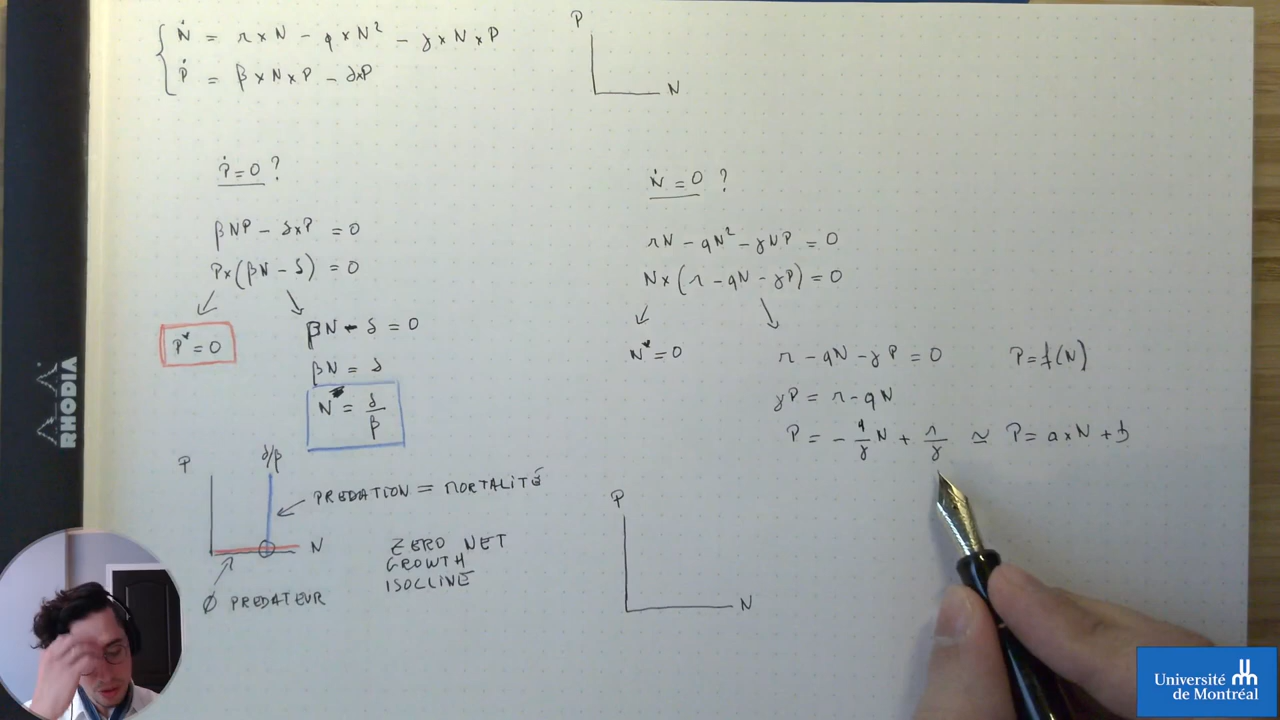 Ṅ = r×N - q×N² - γ×N×P
Ṗ = β×N×P - δ×P
P
N
Ṗ=0 ?
βNP - δ×P = 0
P×(βN - δ) = 0
P* = 0
βN - δ = 0
βN = δ
N* = δ/β
P
δ/β
PREDATION = MORTALITÉ
N
Ø PREDATEUR
ZERO NET
GROWTH
ISOCLINE
Ṅ = 0 ?
rN - qN² - γNP = 0
N×(r - qN - γP) = 0
N* = 0
r - qN - γP = 0
P = f(N)
γP = r - qN
P = - q/γ N + r/γ ≃ P = a×N + b
P
N
RHODIA
Université
de Montréal